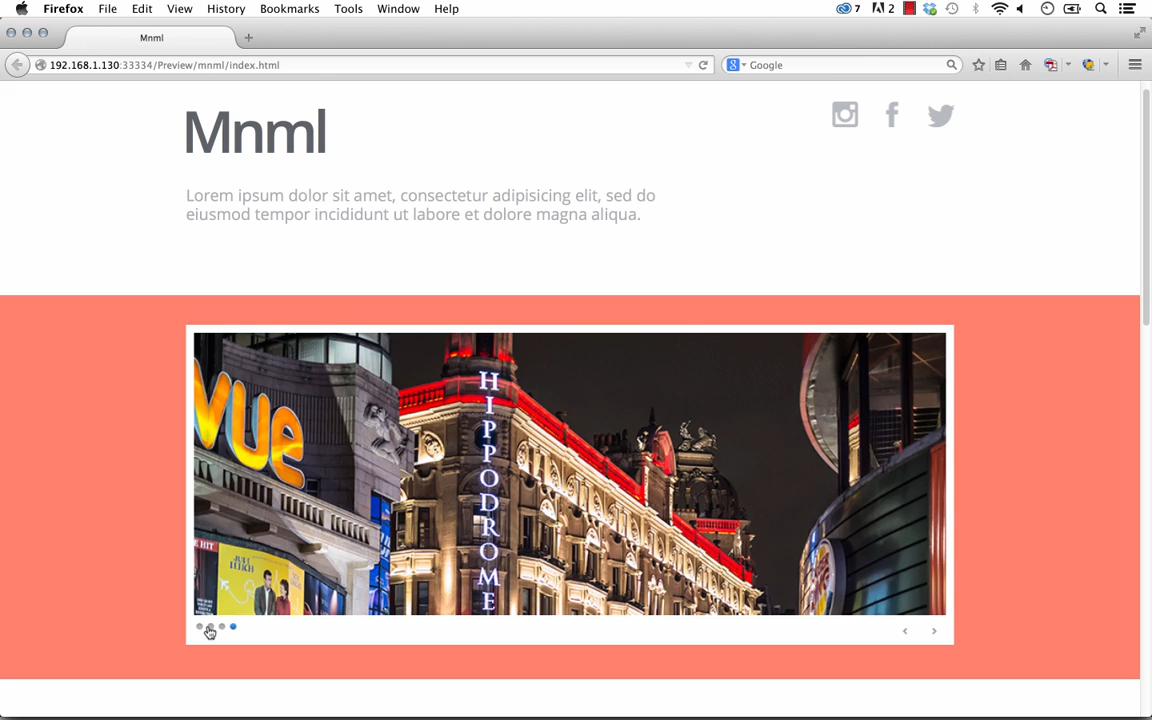 Firefox File Edit View History Bookmarks Tools Window Help 7 2
Mnml
192.168.1.130:33334/Preview/mnml/index.html
Google
Mnml
Lorem ipsum dolor sit amet, consectetur adipisicing elit, sed do
eiusmod tempor incididunt ut labore et dolore magna aliqua.
vue
HIPPODROME